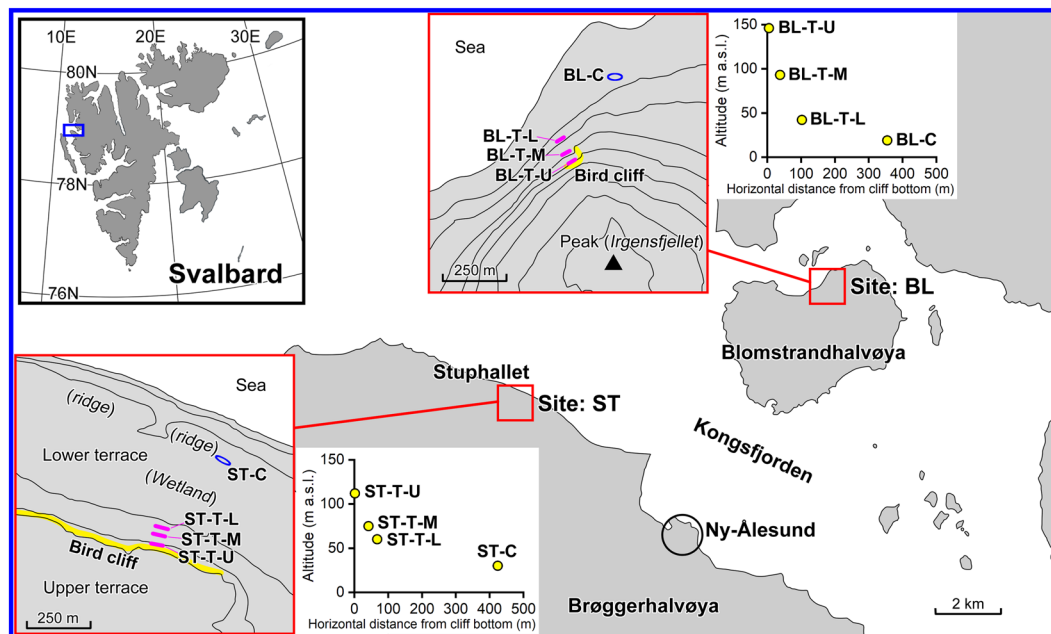 10E
20E
30E
80N
78N
76N
Svalbard
Sea
BL-C
BL-T-L
BL-T-M
BL-T-U
Bird cliff
Peak (Irgensfjellet)
250 m
Altitude (m a.s.l.)
150
100
50
0
BL-T-U
BL-T-M
BL-T-L
BL-C
0 100 200 300 400 500
Horizontal distance from cliff bottom (m)
Site: BL
Blomstrandhalvøya
Stuphallet
Site: ST
Kongsfjorden
Ny-Ålesund
Brøggerhalvøya
2 km
Sea
(ridge)
(ridge)
Lower terrace
ST-C
(Wetland)
ST-T-L
ST-T-M
ST-T-U
Bird cliff
Upper terrace
250 m
Altitude (m a.s.l.)
150
100
50
0
ST-T-U
ST-T-M
ST-T-L
ST-C
0 100 200 300 400 500
Horizontal distance from cliff bottom (m)